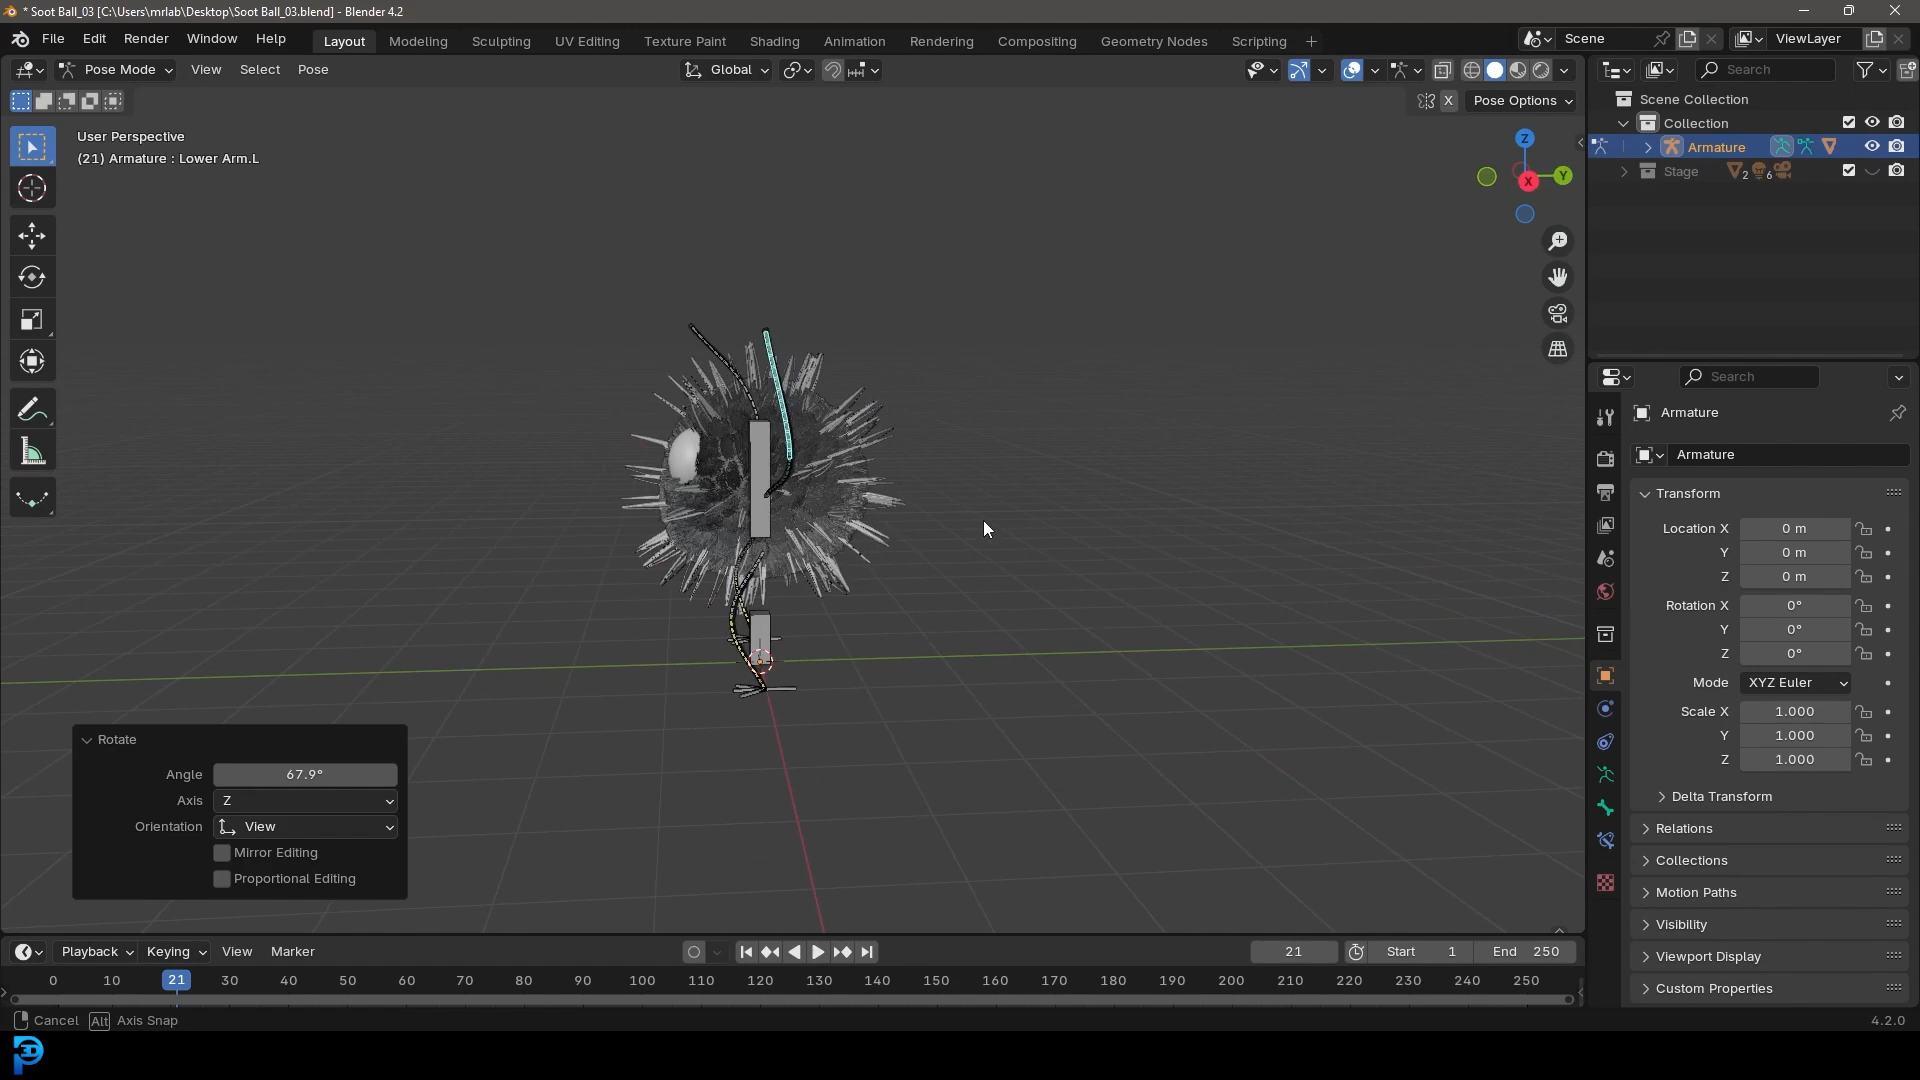 * Soot Ball_03 [C:\Users\mrlab\Desktop\Soot Ball_03.blend] - Blender 4.2
File Edit Render Window Help Layout Modeling Sculpting UV Editing Texture Paint Shading Animation Rendering Compositing Geometry Nodes Scripting + Scene ViewLayer
Pose Mode View Select Pose Global Search
X Pose Options
Scene Collection
Collection
Armature
Stage 2 6
User Perspective
(21) Armature : Lower Arm.L
Z
Y
X
Search
Armature
Armature
Transform
Location X 0 m
Y 0 m
Z 0 m
Rotation X 0°
Y 0°
Z 0°
Mode XYZ Euler
Scale X 1.000
Y 1.000
Z 1.000
Delta Transform
Relations
Collections
Motion Paths
Visibility
Viewport Display
Custom Properties
Rotate
Angle 67.9°
Axis Z
Orientation View
Mirror Editing
Proportional Editing
Playback Keying View Marker 21 Start 1 End 250
0 10 21 30 40 50 60 70 80 90 100 110 120 130 140 150 160 170 180 190 200 210 220 230 240 250
Cancel Alt Axis Snap 4.2.0
3D